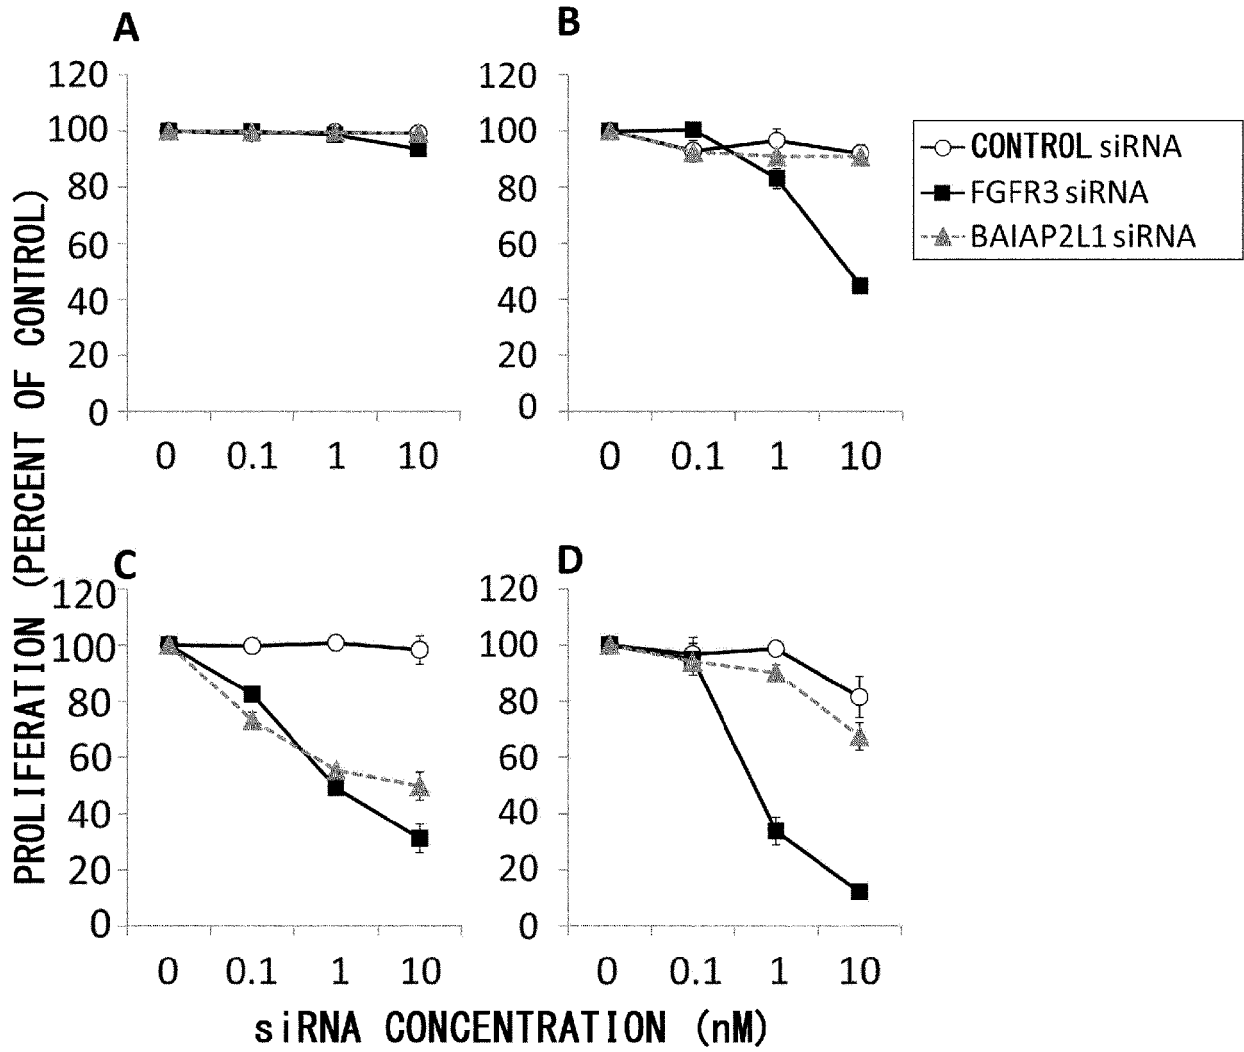 A
120
100
80
60
40
20
0
0 0.1 1 10
B
120
100
80
60
40
20
0
0 0.1 1 10
CONTROL siRNA
FGFR3 siRNA
BAIAP2L1 siRNA
C
120
100
80
60
40
20
0
0 0.1 1 10
D
120
100
80
60
40
20
0
0 0.1 1 10
PROLIFERATION (PERCENT OF CONTROL)
siRNA CONCENTRATION (nM)